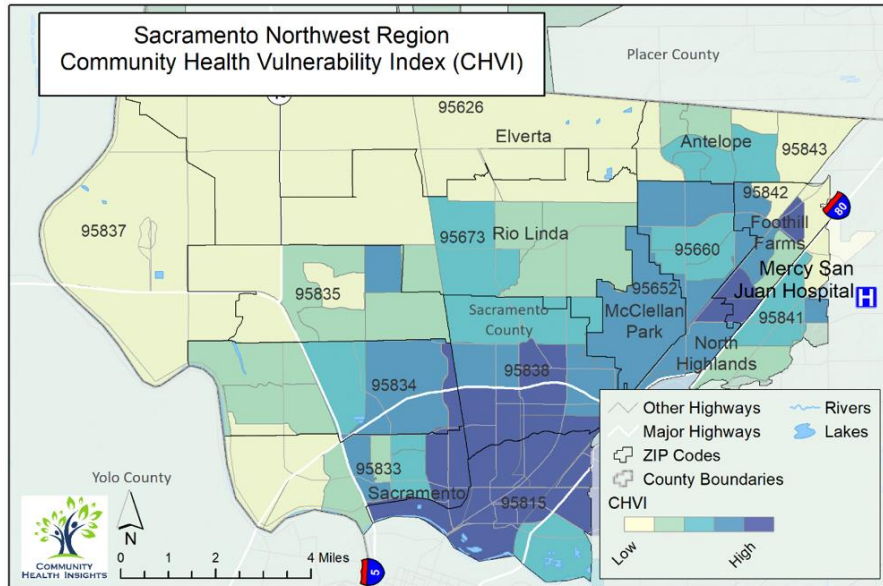 Sacramento Northwest Region
Community Health Vulnerability Index (CHVI)
Placer County
95626
Elverta
Antelope
95843
95842
80
Foothill
Farms
95837
95673
Rio Linda
95660
Mercy San
Juan Hospital
H
95835
95652
McClellan
Park
Sacramento
County
95841
North
Highlands
95838
95834
95833
Sacramento
95815
Yolo County
N
0 1 2 4 Miles
5
COMMUNITY
HEALTH INSIGHTS
Other Highways
Major Highways
ZIP Codes
County Boundaries
Rivers
Lakes
CHVI
Low
High